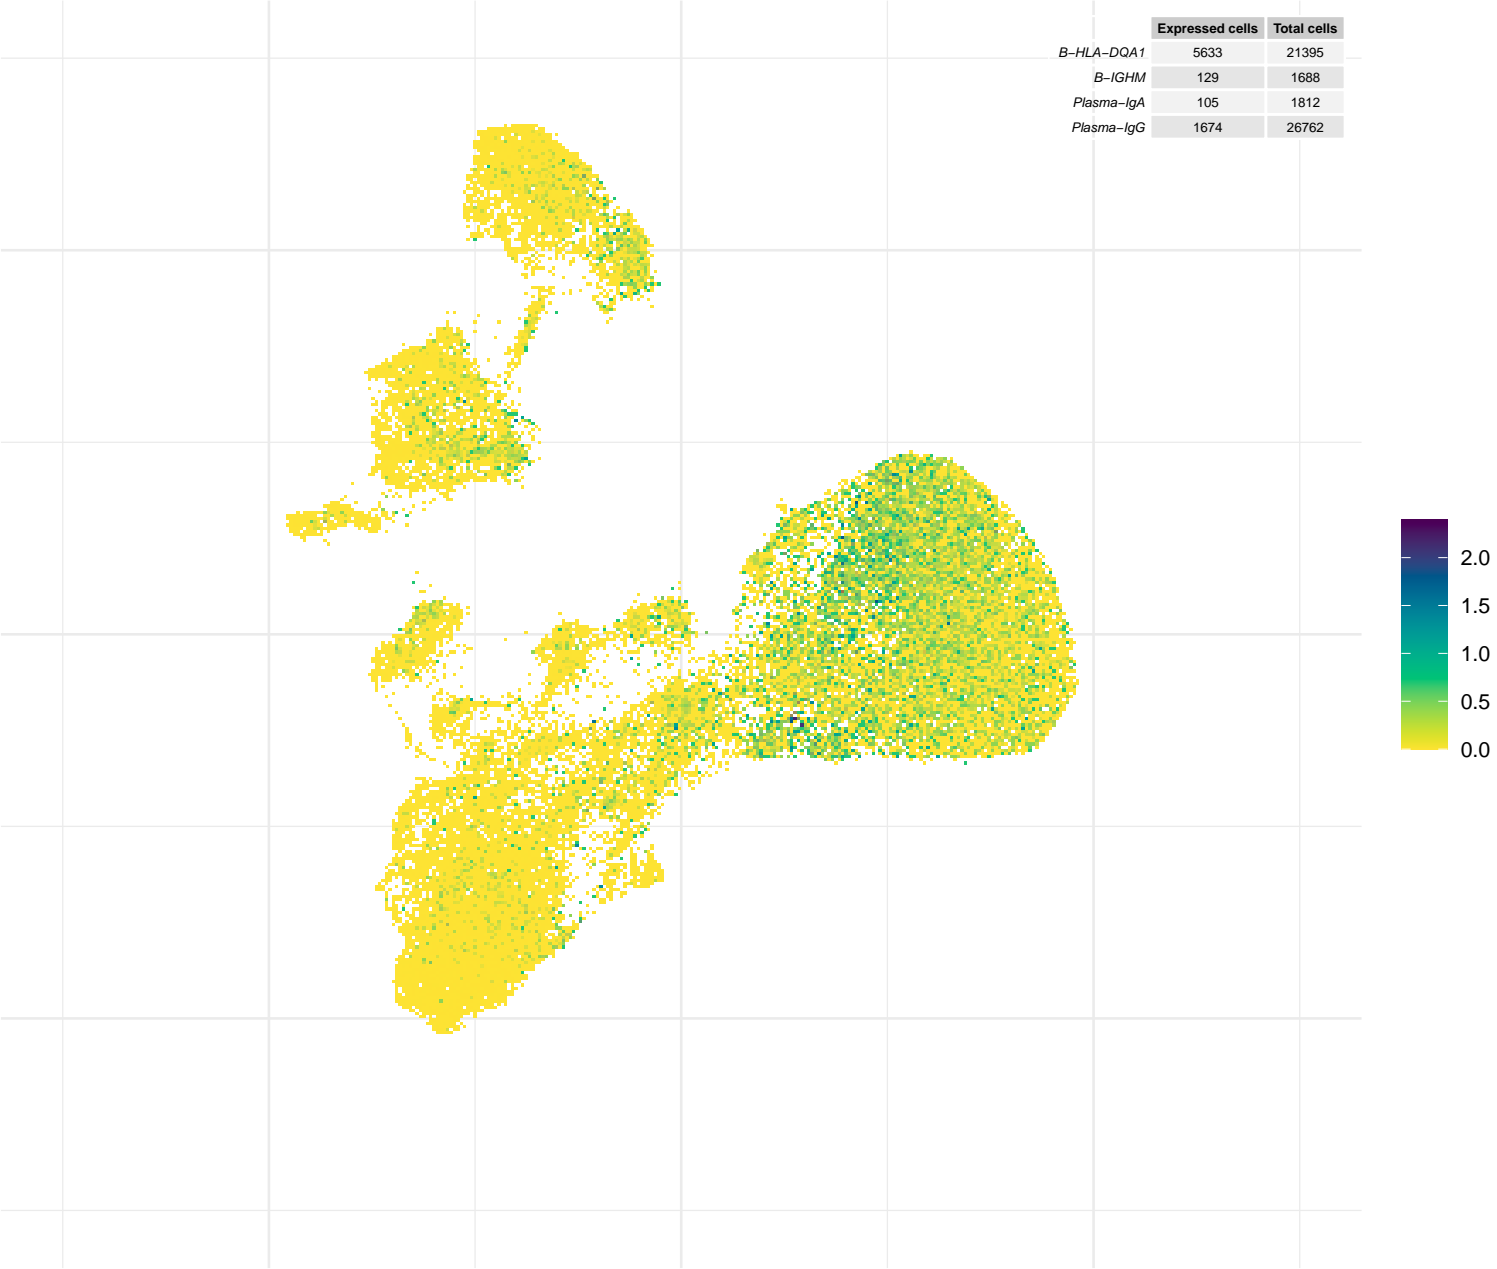 Expressed cells Total cells
B−HLA−DQA1 5633 21395
B−IGHM 129 1688
Plasma−IgA 105 1812
Plasma−IgG 1674 26762
2.0
1.5
1.0
0.5
0.0